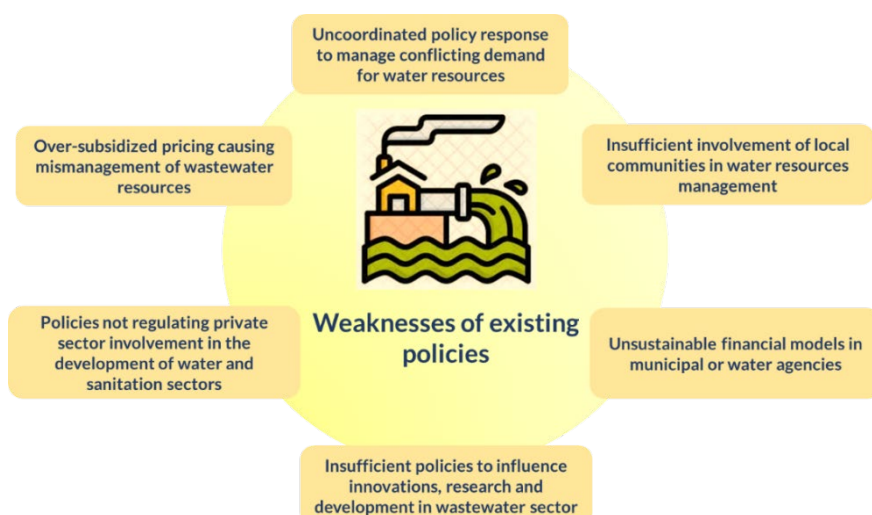 Uncoordinated policy response
to manage conflicting demand
for water resources
Over-subsidized pricing causing
mismanagement of wastewater
resources
Insufficient involvement of local
communities in water resources
management
Weaknesses of existing
policies
Policies not regulating private
sector involvement in the
development of water and
sanitation sectors
Unsustainable financial models in
municipal or water agencies
Insufficient policies to influence
innovations, research and
development in wastewater sector